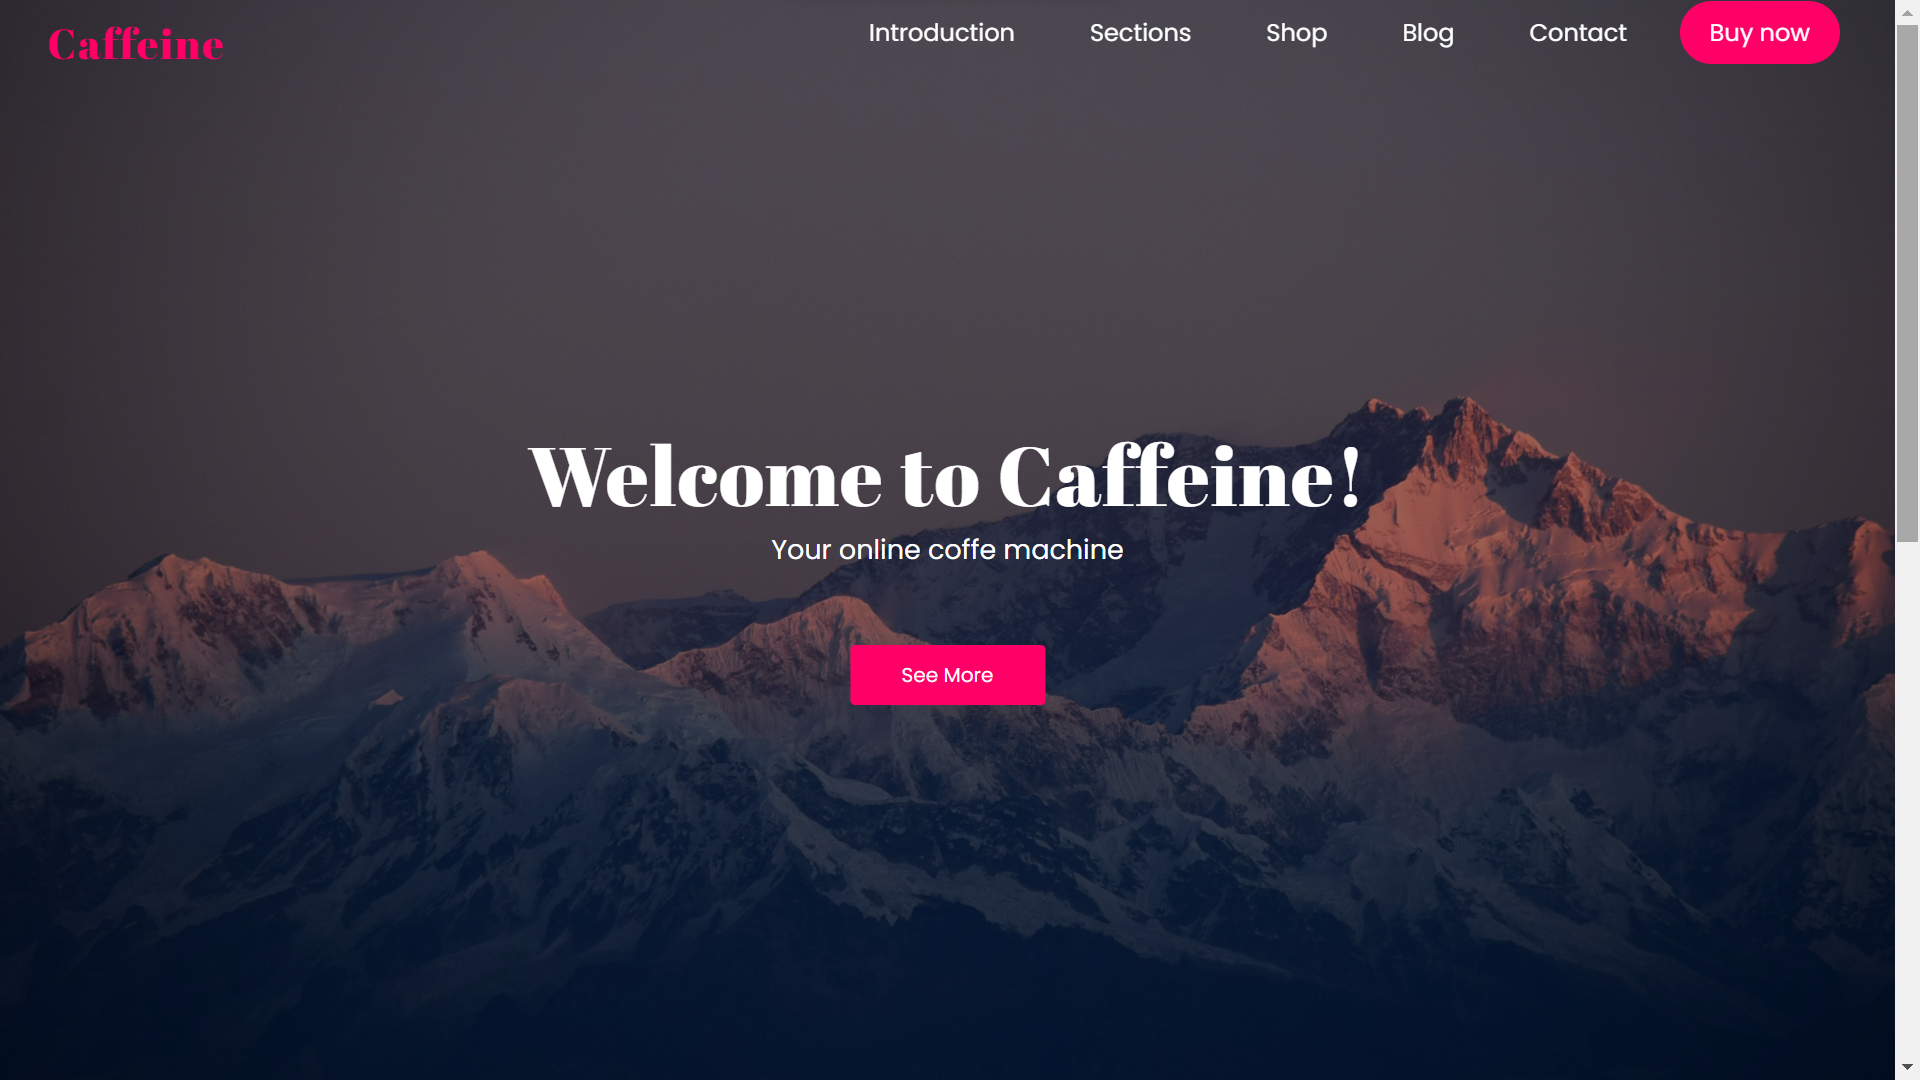 Caffeine
Introduction
Sections
Shop
Blog
Contact
Buy now
Welcome to Caffeine!
Your online coffe machine
See More